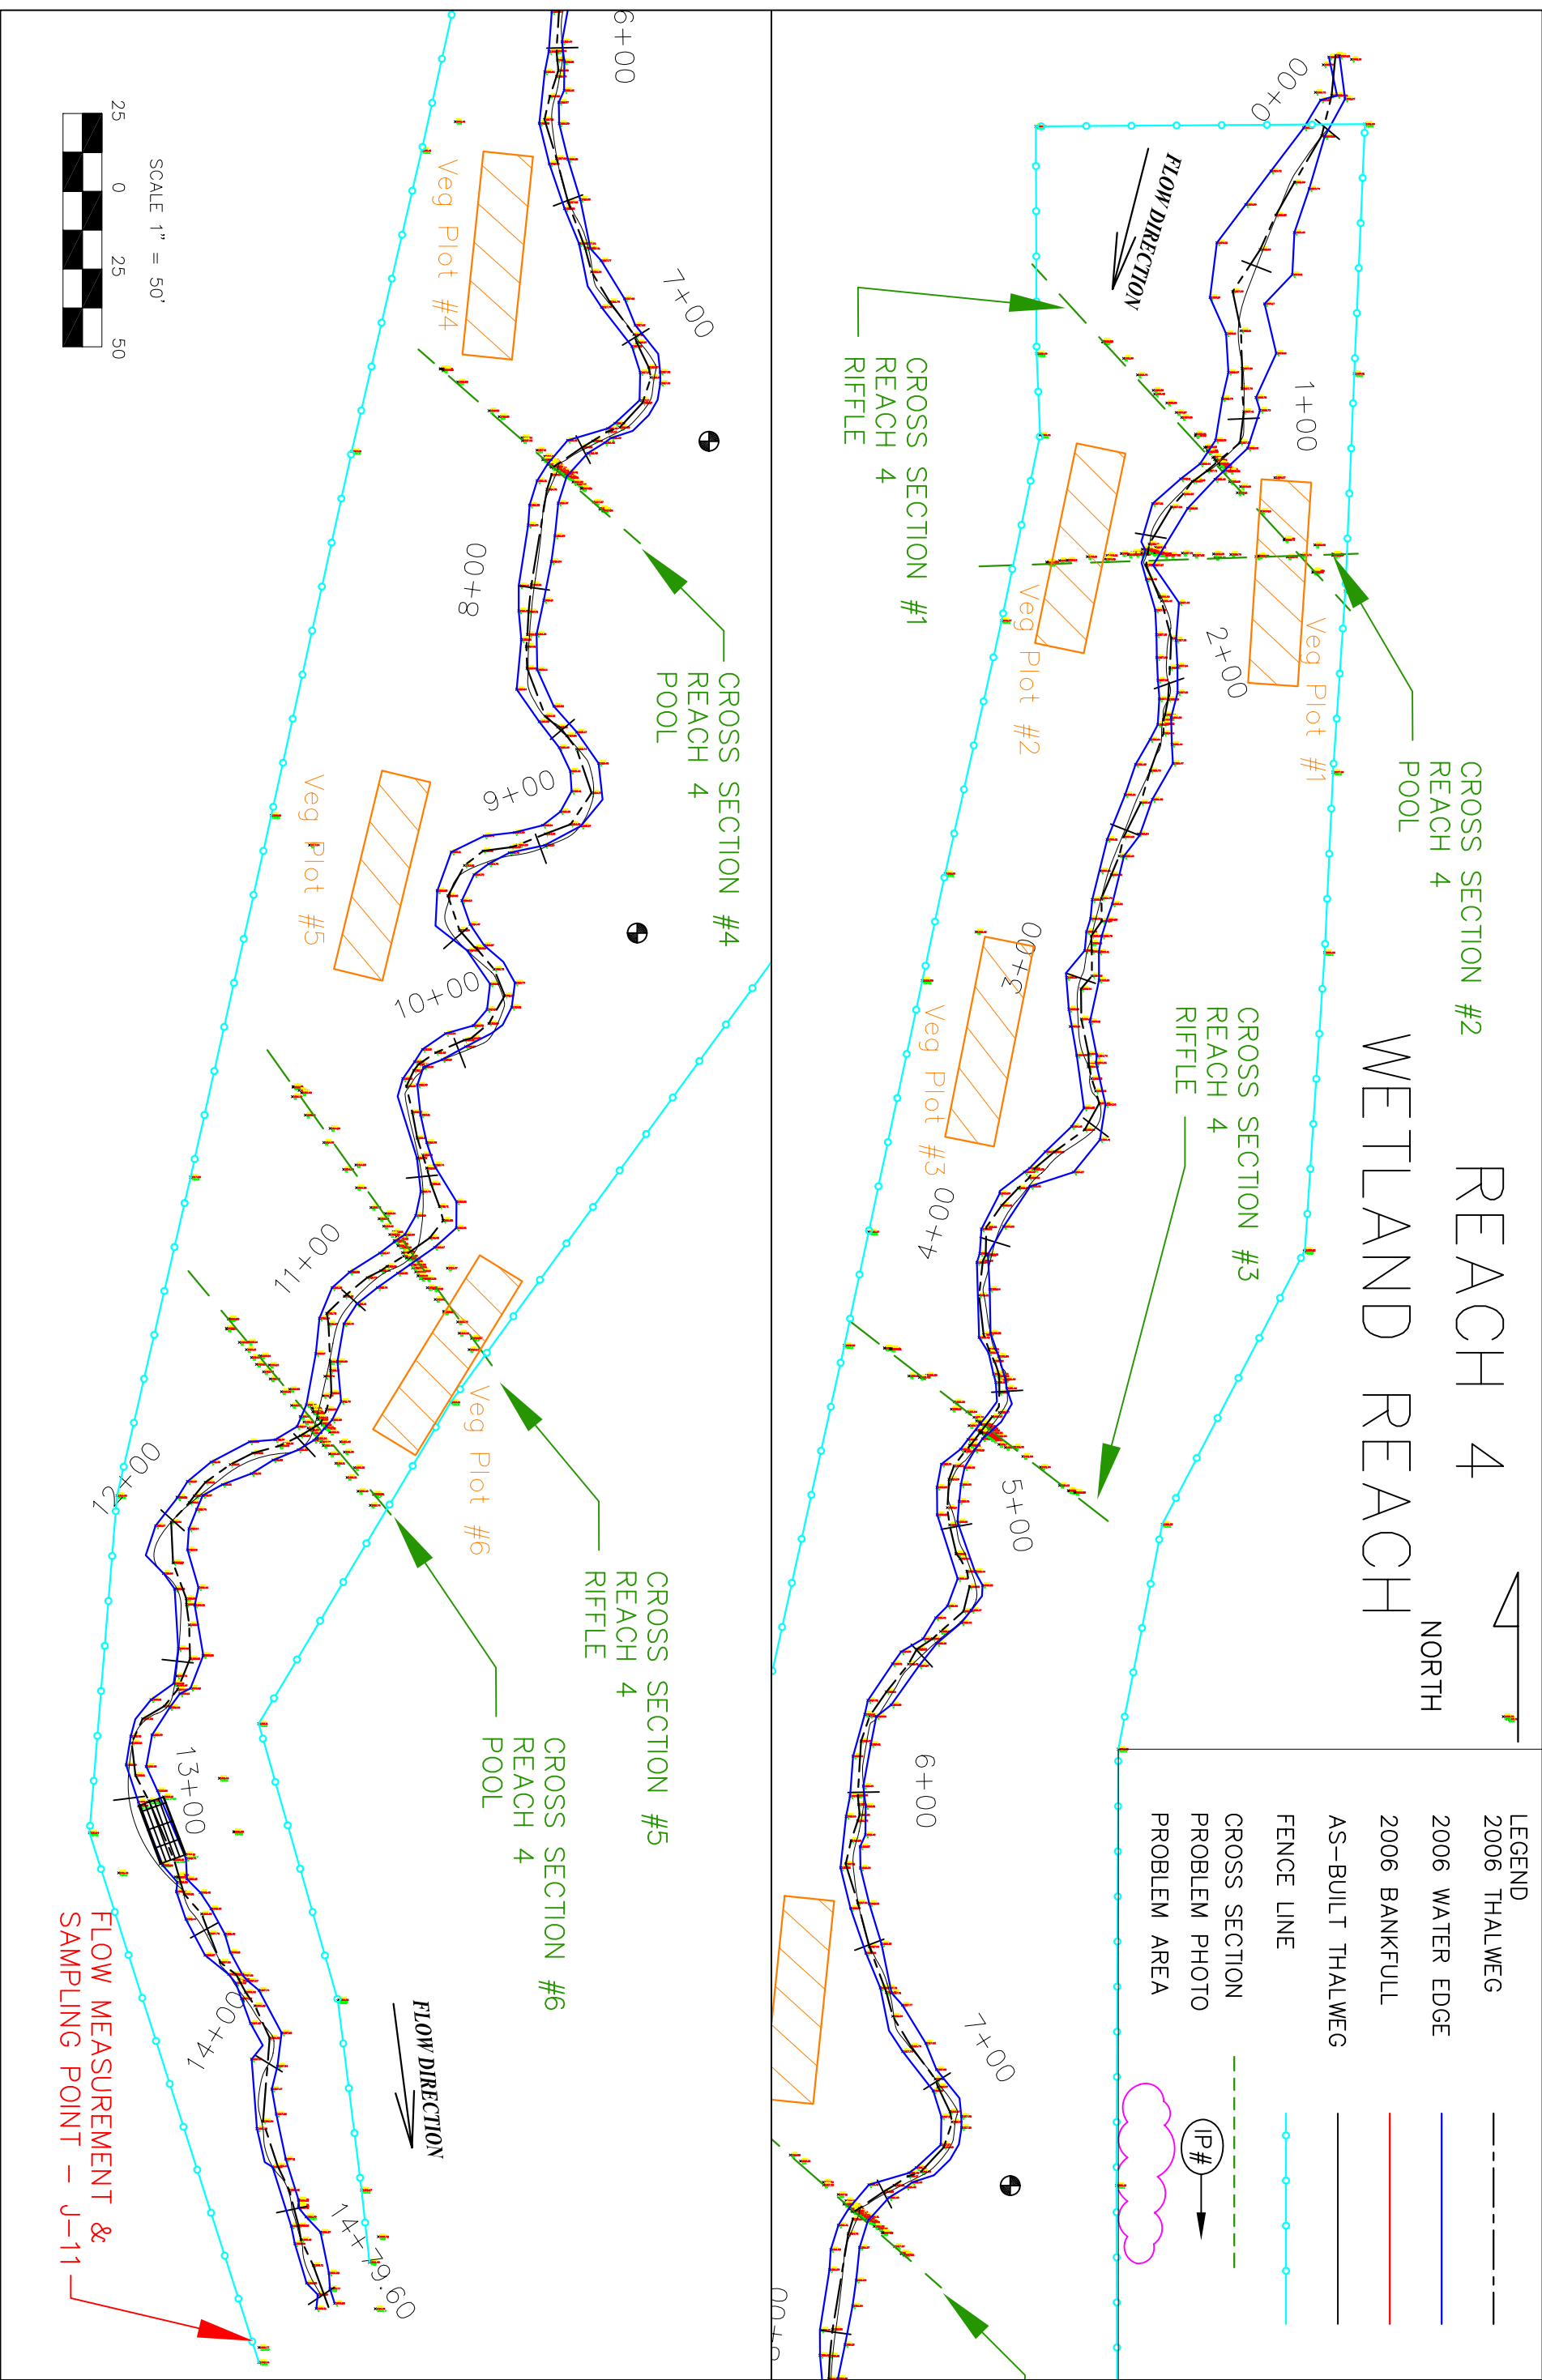 REACH 4
WETLAND REACH
NORTH
LEGEND
2006 THALWEG
2006 WATER EDGE
2006 BANKFULL
AS-BUILT THALWEG
FENCE LINE
CROSS SECTION
PROBLEM PHOTO
IP#
PROBLEM AREA
CROSS SECTION #2
REACH 4
POOL
CROSS SECTION #3
REACH 4
RIFFLE
FLOW DIRECTION
CROSS SECTION #1
REACH 4
RIFFLE
Veg Plot #1
Veg Plot #2
Veg Plot #3
0+00
1+00
2+00
3+00
4+00
5+00
6+00
7+00
6+00
7+00
8+00
9+00
10+00
11+00
12+00
13+00
14+00
14+79.60
CROSS SECTION #4
REACH 4
POOL
CROSS SECTION #5
REACH 4
RIFFLE
CROSS SECTION #6
REACH 4
POOL
Veg Plot #4
Veg Plot #5
Veg Plot #6
FLOW DIRECTION
FLOW MEASUREMENT &
SAMPLING POINT - J-11
SCALE 1" = 50'
25 0 25 50